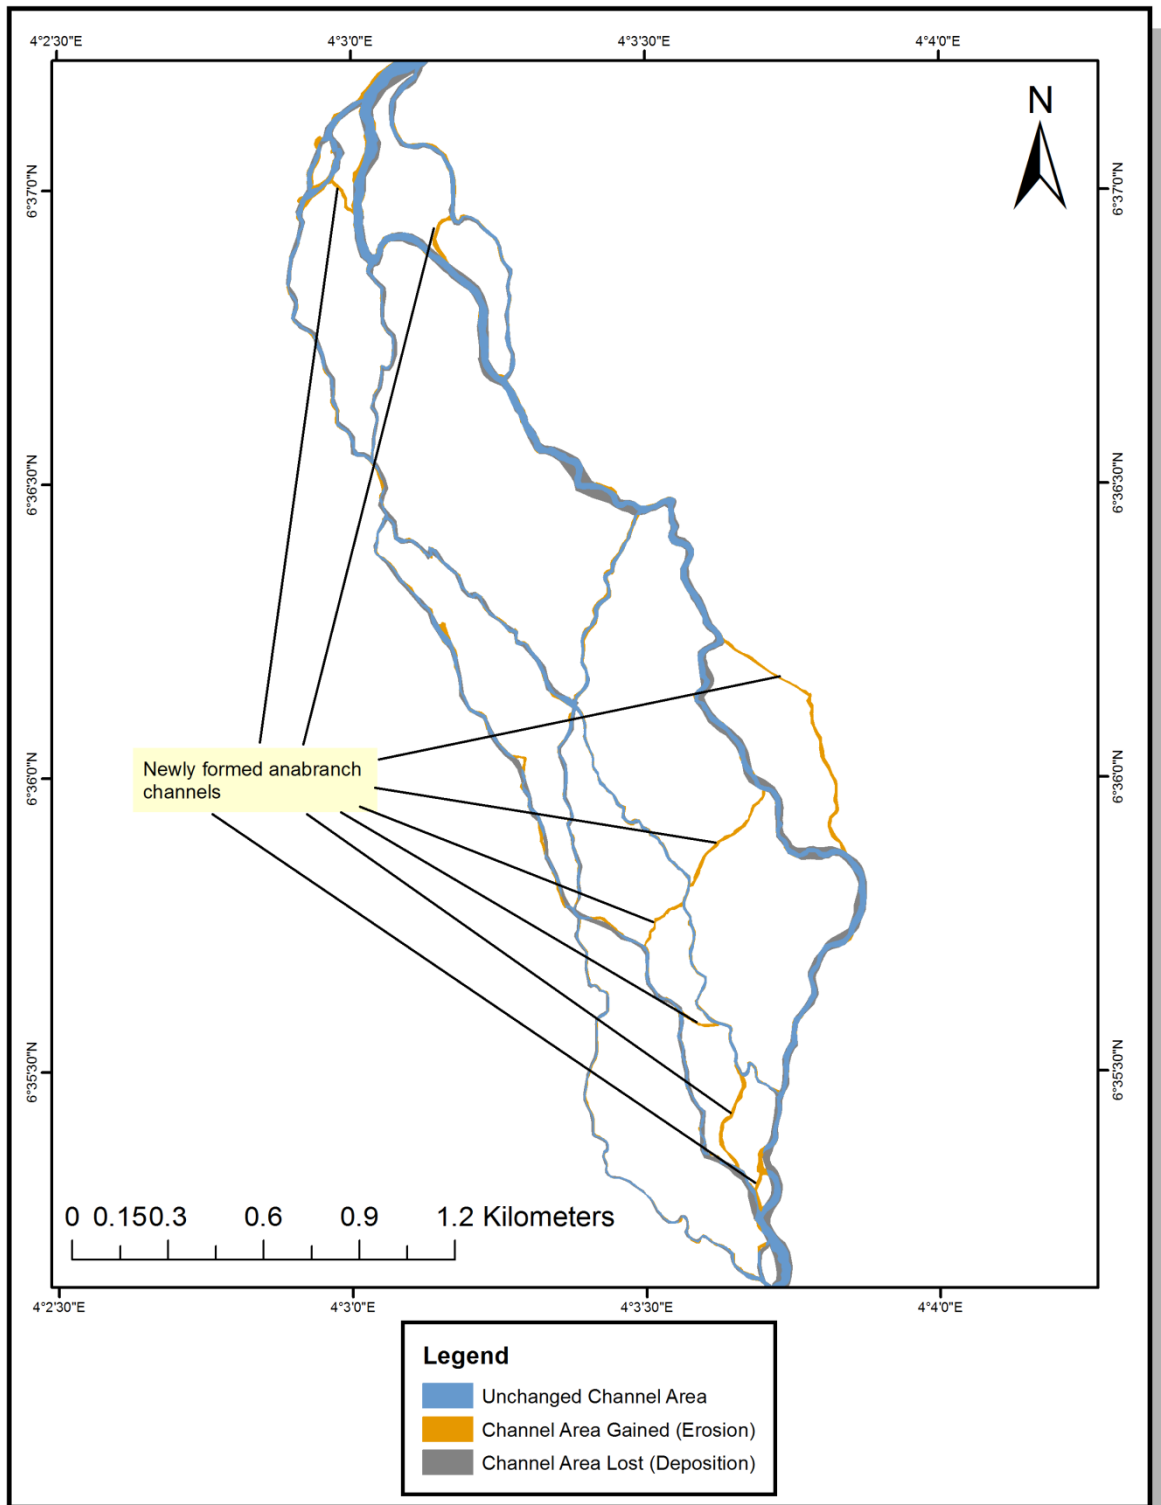 4°2'30"E 4°3'0"E 4°3'30"E 4°4'0"E
N
6°37'0"N 6°37'0"N
6°36'30"N 6°36'30"N
6°36'0"N 6°36'0"N
Newly formed anabranch
channels
6°35'30"N 6°35'30"N
0 0.150.3 0.6 0.9 1.2 Kilometers
4°2'30"E 4°3'0"E 4°3'30"E 4°4'0"E
Legend
Unchanged Channel Area
Channel Area Gained (Erosion)
Channel Area Lost (Deposition)